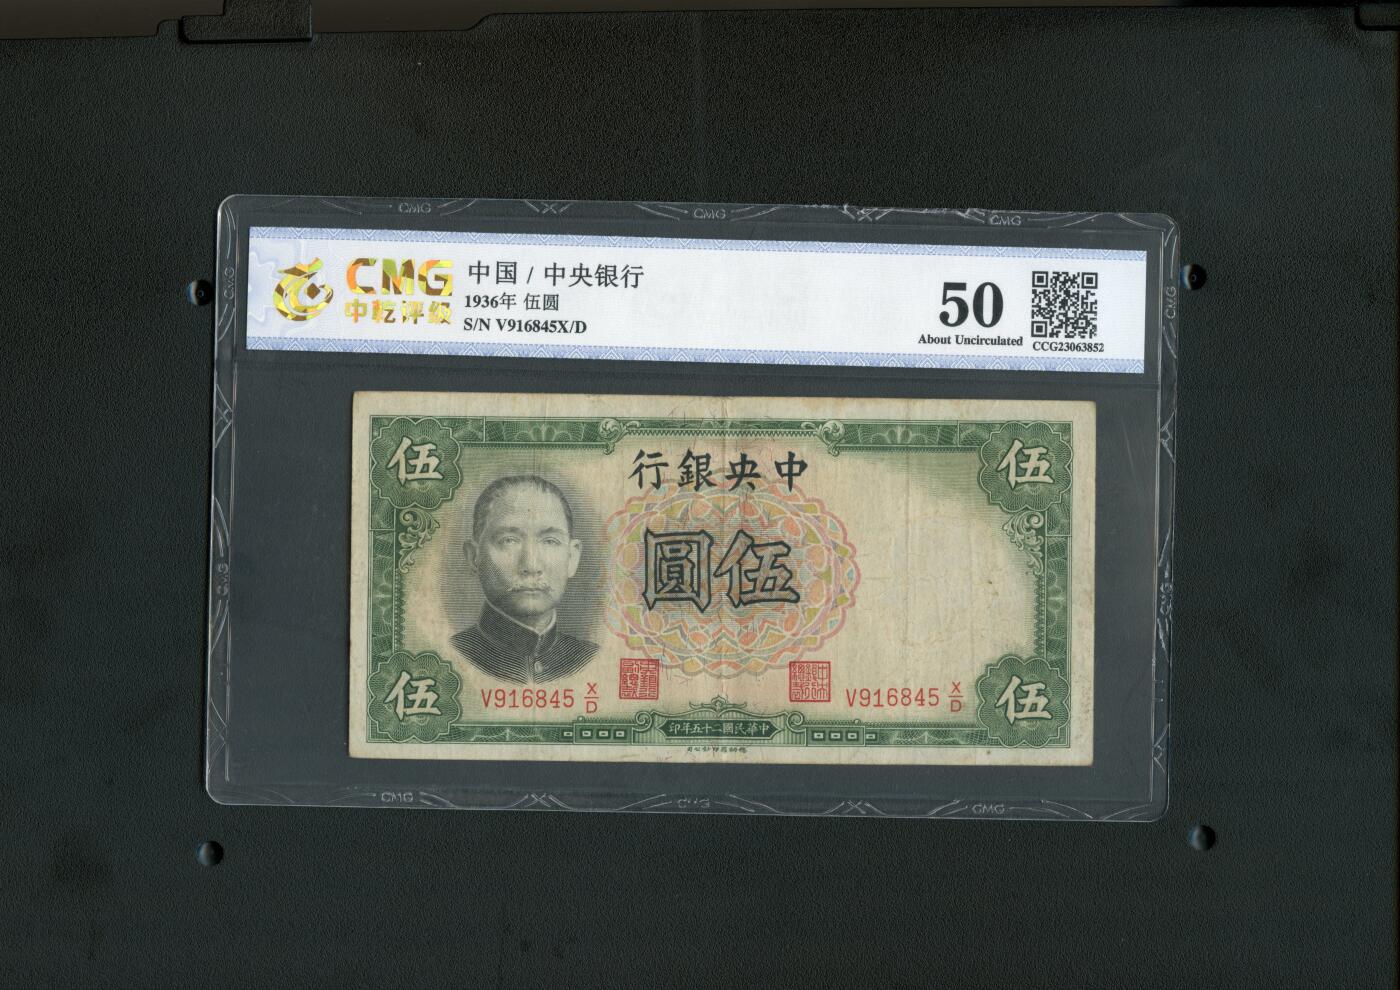 CMG
中乾评级
中国 / 中央银行
1936年 伍圆
S/N V916845X/D
50
About Uncirculated
CCG23063852
伍
行銀央中
伍
圓伍
伍
V916845 X/D
V916845 X/D
伍
印年五十二國民華中